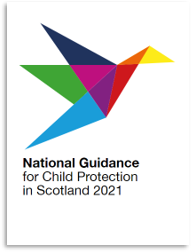 National Guidance
for Child Protection
in Scotland 2021